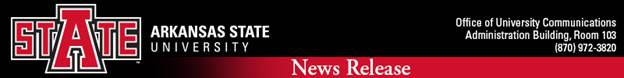 STATE
ARKANSAS STATE
UNIVERSITY
Office of University Communications
Administration Building, Room 103
(870) 972-3820
News Release